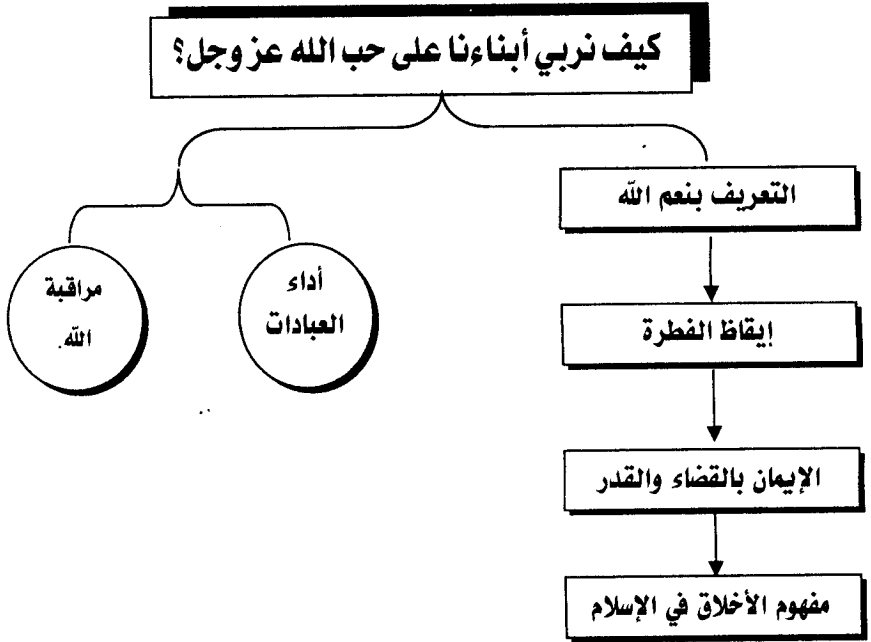 كيف نربي أبناءنا على حب الله عز وجل؟
التعريف بنعم الله
إيقاظ الفطرة
الإيمان بالقضاء والقدر
مفهوم الأخلاق في الإسلام
أداء
العبادات
مراقبة
الله.